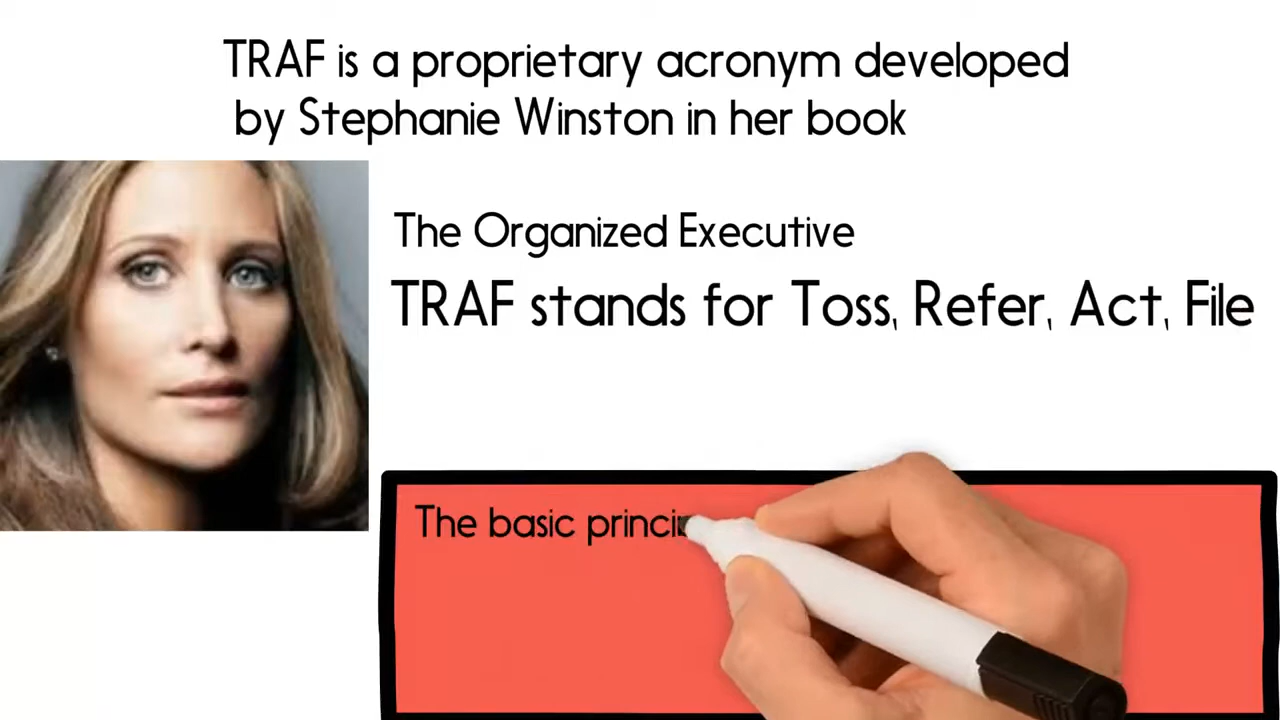 TRAF is a proprietary acronym developed
by Stephanie Winston in her book
The Organized Executive
TRAF stands for Toss, Refer, Act, File
The basic princi